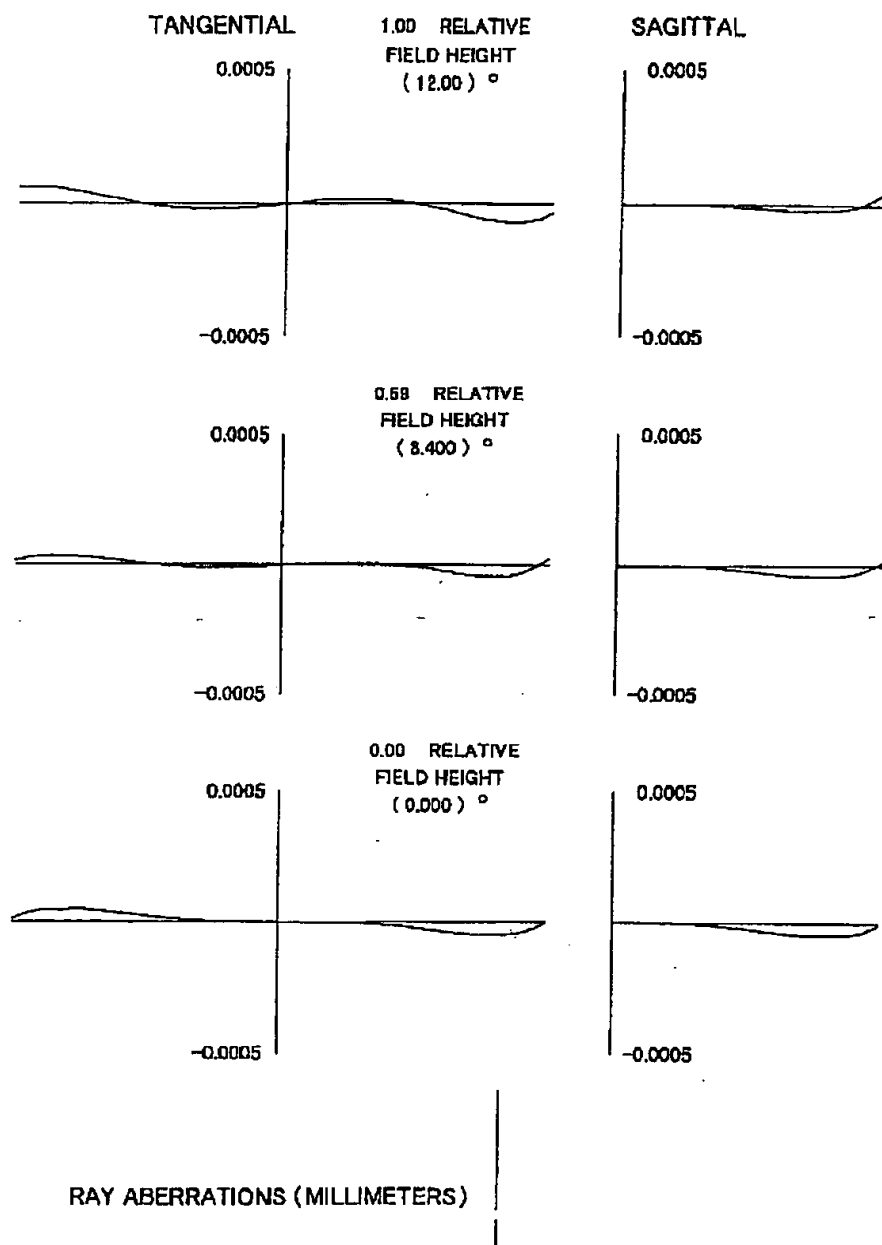 TANGENTIAL 1.00 RELATIVE SAGITTAL
FIELD HEIGHT
(12.00) °
0.0005 0.0005
-0.0005 -0.0005
0.69 RELATIVE
FIELD HEIGHT
(8.400) °
0.0005 0.0005
-0.0005 -0.0005
0.00 RELATIVE
FIELD HEIGHT
(0.000) °
0.0005 0.0005
-0.0005 -0.0005
RAY ABERRATIONS (MILLIMETERS)